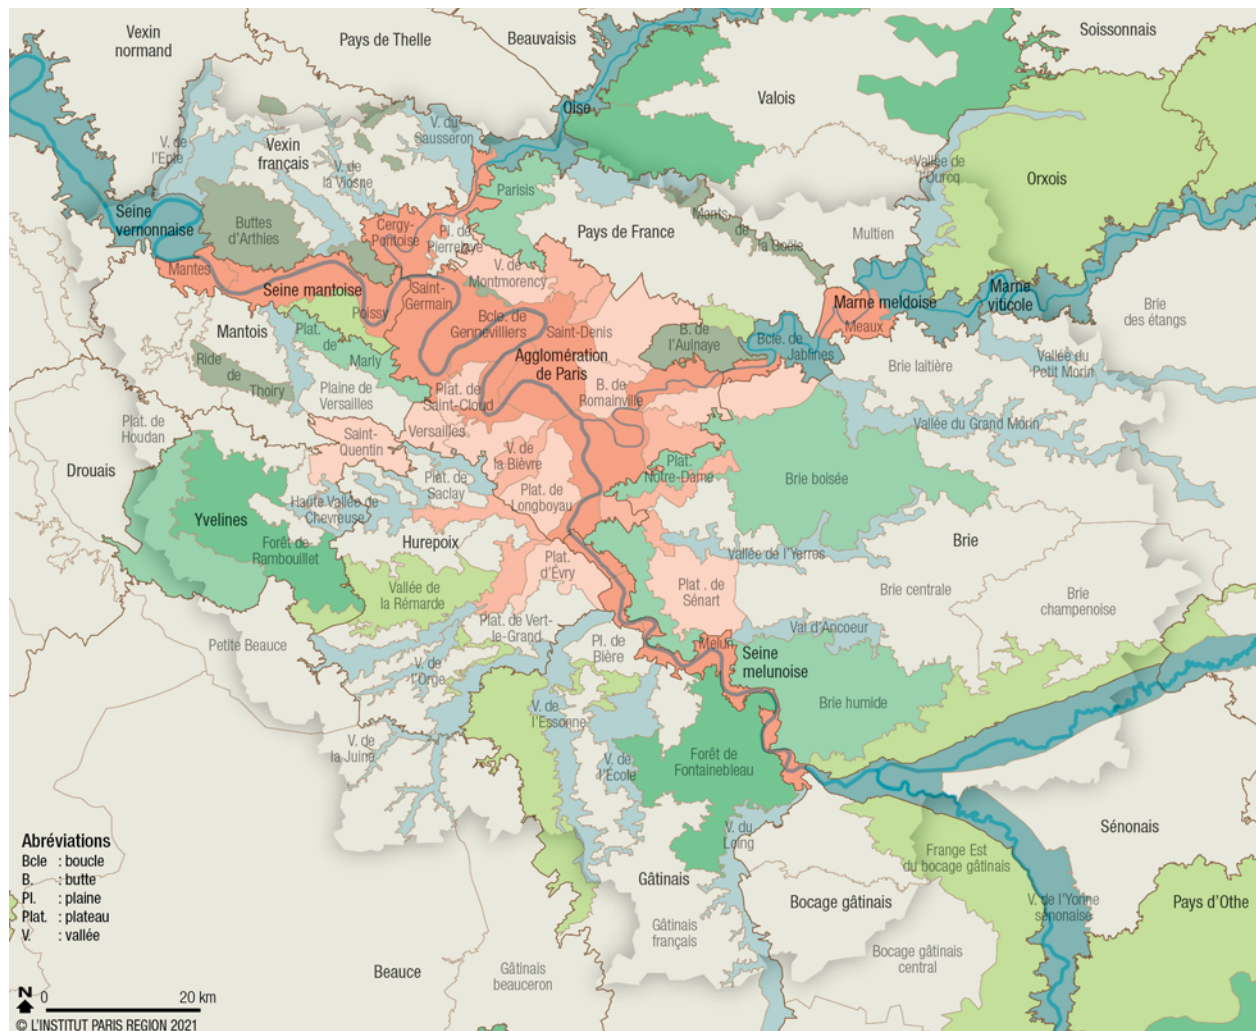 Vexin
normand
Pays de Thelle
Beauvaisis
Soissonnais
Oise
Valois
V. du
Sausseron
V. de
l'Epte
Vexin
français
V. de
la Viosne
Vallée de
l'Ourcq
Orxois
Parisis
Seine
vernonnaise
Buttes
d'Arthies
Cergy-
Pontoise
Pl. de
Pierrelaye
Pays de France
Monts
de
la Goële
Multien
Mantes
Seine mantoise
Saint-
Germain
V. de
Montmorency
Marne
viticole
Marne meldoise
Meaux
Brie
des étangs
Poissy
Bcle. de
Gennevilliers
Saint-Denis
B. de
l'Aulnaye
Bcle. de
Jablines
Mantois
Plat.
de
Marly
Agglomération
de Paris
Vallée du
Petit Morin
Brie laitière
Ride
de
Thoiry
Plaine de
Versailles
Plat. de
Saint-Cloud
B. de
Romainville
Plat. de
Houdan
Versailles
Vallée du Grand Morin
Saint-
Quentin
V. de
la Bièvre
Drouais
Plat. de
Saclay
Plat.
Notre-Dame
Brie boisée
Plat. de
Longboyau
Haute Vallée de
Chevreuse
Yvelines
Forêt de
Rambouillet
Hurepoix
Vallée de l'Yerres
Brie
Plat.
d'Évry
Vallée de
la Rémarde
Plat . de
Sénart
Brie centrale
Brie
champenoise
Plat. de Vert-
le-Grand
Val d'Ancoeur
Petite Beauce
Pl. de
Bière
Melun
Seine
melunoise
V. de
l'Orge
Brie humide
V. de
l'Essonne
V. de
la Juine
V. de
l'École
Forêt de
Fontainebleau
V. du
Loing
Sénonais
Frange Est
du bocage gâtinais
Gâtinais
Bocage gâtinais
V. de l'Yonne
sénonaise
Pays d'Othe
Gâtinais
français
Bocage gâtinais
central
Beauce
Gâtinais
beauceron
Abréviations
Bcle : boucle
B. : butte
Pl. : plaine
Plat. : plateau
V. : vallée
N 0 20 km
© L'INSTITUT PARIS REGION 2021